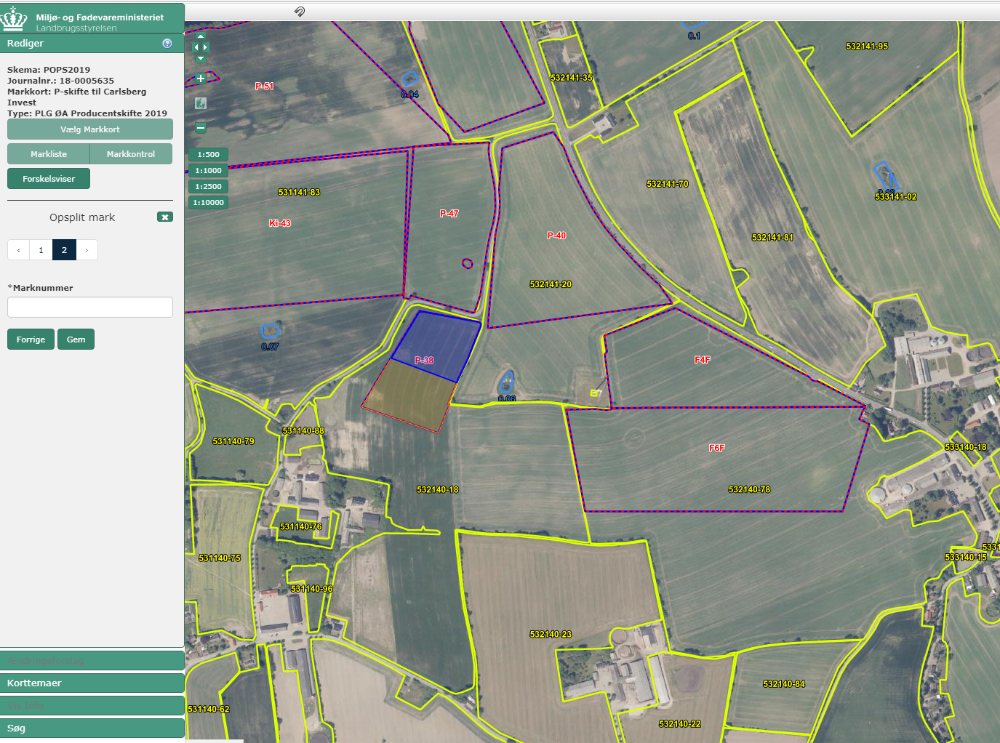 Miljø- og Fødevareministeriet
Landbrugsstyrelsen
Rediger
?
Skema: POPS2019
Journalnr.: 18-0005635
Markkort: P-skifte til Carlsberg
Invest
Type: PLG ØA Producentskifte 2019
Vælg Markkort
Markliste
Markkontrol
Forskelsviser
Opsplit mark
‹ 1 2 ›
*Marknummer
Forrige
Gem
Ændringsforslag
Korttemaer
Vis Info
Søg
1:500
1:1000
1:2500
1:10000
0.1
532141-95
532141-35
P-51
0.04
532141-70
531141-83
533141-02
P-47
Ki-43
P-40
532141-81
532141-20
0.07
P-38
F4F
0.06
531140-88
531140-79
F6F
533140-18
532140-18
532140-78
531140-76
531140-75
533140-15
5331
531140-96
532140-23
532140-84
531140-62
532140-22